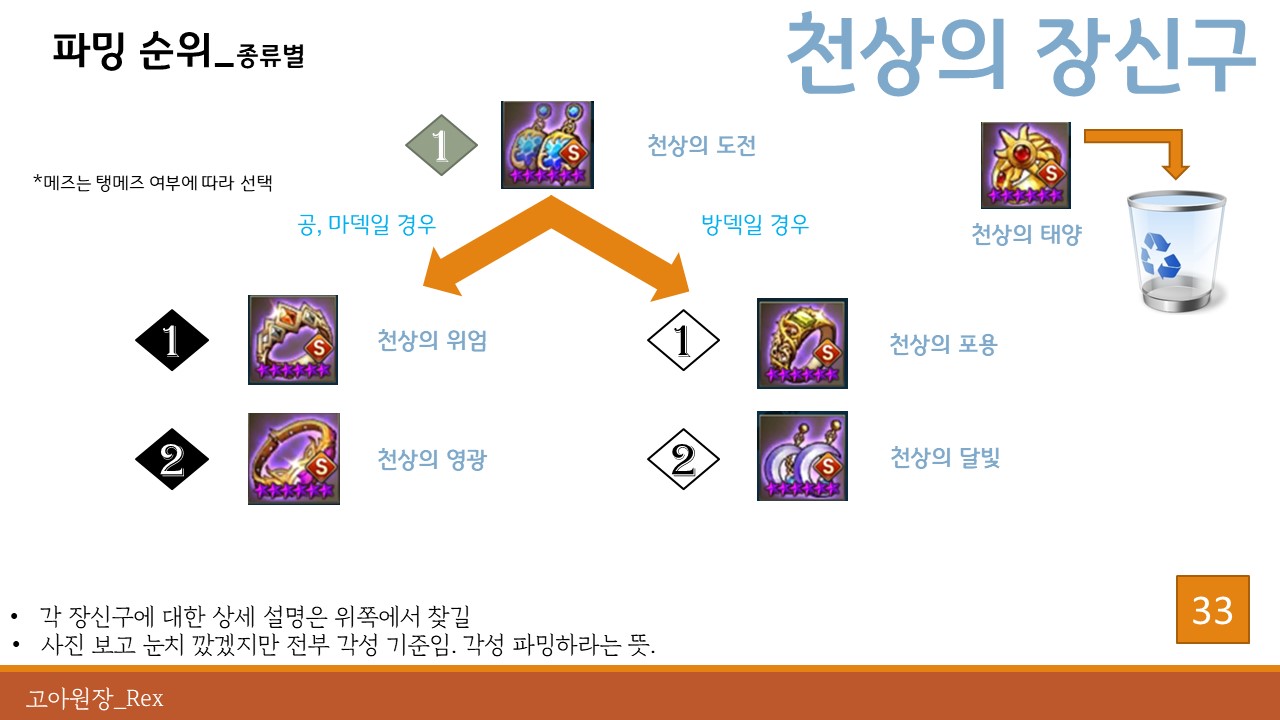 파밍 순위_종류별
천상의 장신구
1
천상의 도전
S
S
*메즈는 탱메즈 여부에 따라 선택
공, 마덱일 경우
방덱일 경우
천상의 태양
1
S
천상의 위엄
1
S
천상의 포용
2
S
천상의 영광
2
S
천상의 달빛
• 각 장신구에 대한 상세 설명은 위쪽에서 찾길
• 사진 보고 눈치 깠겠지만 전부 각성 기준임. 각성 파밍하라는 뜻.
33
고아원장_Rex